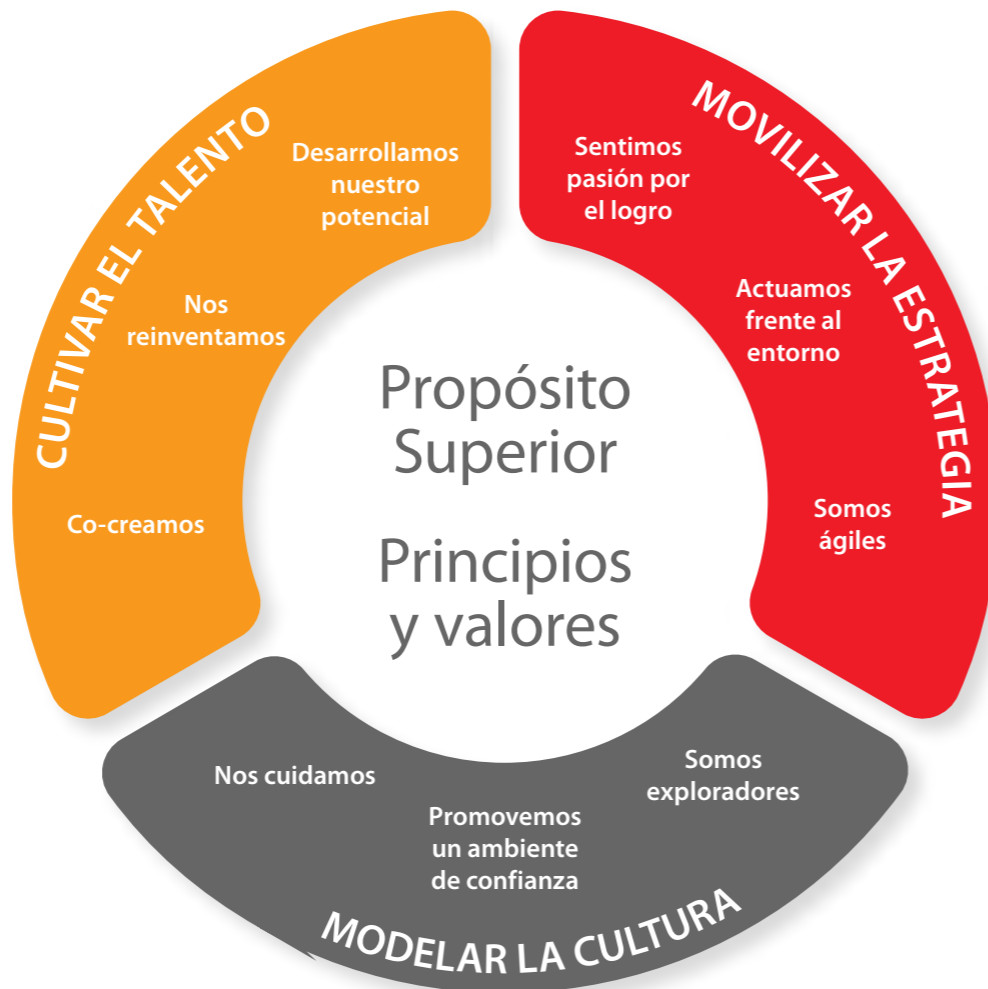 CULTIVAR EL TALENTO
Desarrollamos
nuestro
potencial
Nos
reinventamos
Co-creamos
MOVILIZAR LA ESTRATEGIA
Sentimos
pasión por
el logro
Actuamos
frente al
entorno
Somos
ágiles
Propósito
Superior
Principios
y valores
Nos cuidamos
Promovemos
un ambiente
de confianza
Somos
exploradores
MODELAR LA CULTURA